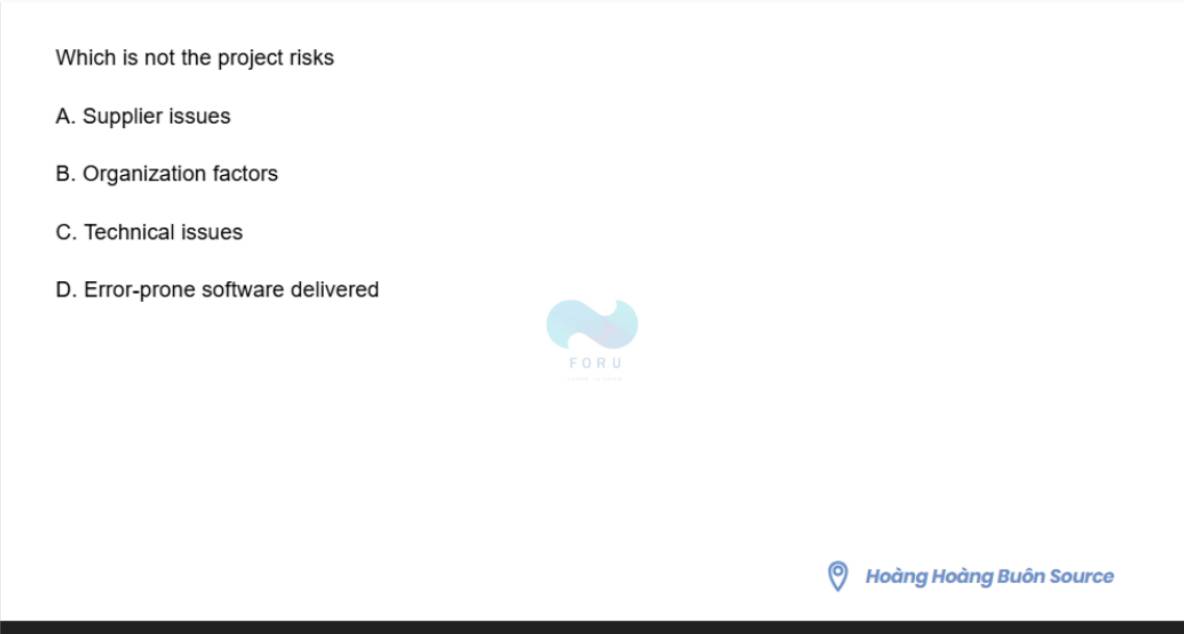 Which is not the project risks
A. Supplier issues
B. Organization factors
C. Technical issues
D. Error-prone software delivered
FORU
Hoàng Hoàng Buôn Source